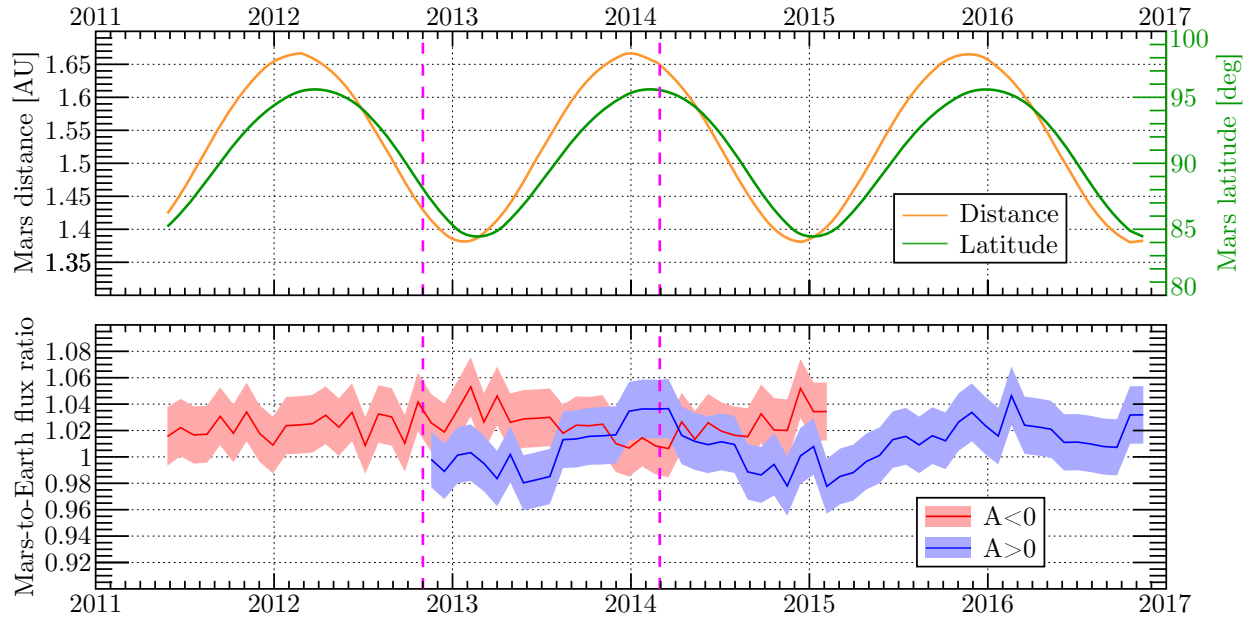 2011 2012 2013 2014 2015 2016 2017
Mars distance [AU]
1.65
1.6
1.55
1.5
1.45
1.4
1.35
100
95
90
85
80
Mars latitude [deg]
Distance
Latitude
Mars-to-Earth flux ratio
1.08
1.06
1.04
1.02
1
0.98
0.96
0.94
0.92
A<0
A>0
2011 2012 2013 2014 2015 2016 2017